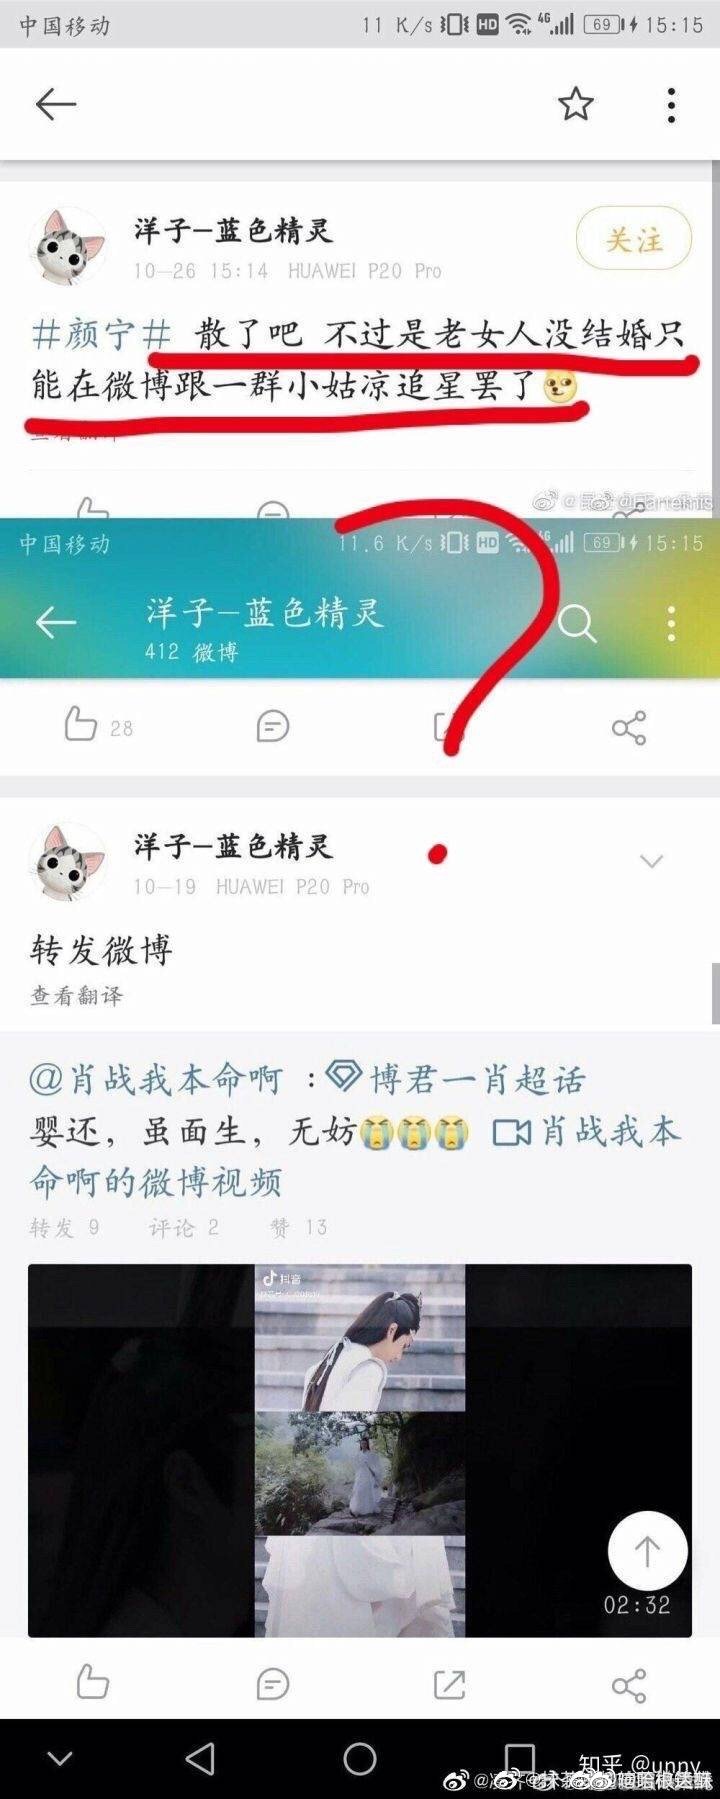 中国移动 11 K/s HD 4G 69 15:15
洋子-蓝色精灵
关注
10-26 15:14 HUAWEI P20 Pro
#颜宁# 散了吧 不过是老女人没结婚只
能在微博跟一群小姑凉追星罢了
中国移动 11.6 K/s HD 4G 69 15:15
洋子-蓝色精灵
412 微博
28
洋子-蓝色精灵
10-19 HUAWEI P20 Pro
转发微博
查看翻译
@肖战我本命啊 :博君一肖超话
婴还，虽面生，无妨 肖战我本
命啊的微博视频
转发 9 评论 2 赞 13
抖音
02:32
知乎 @unny